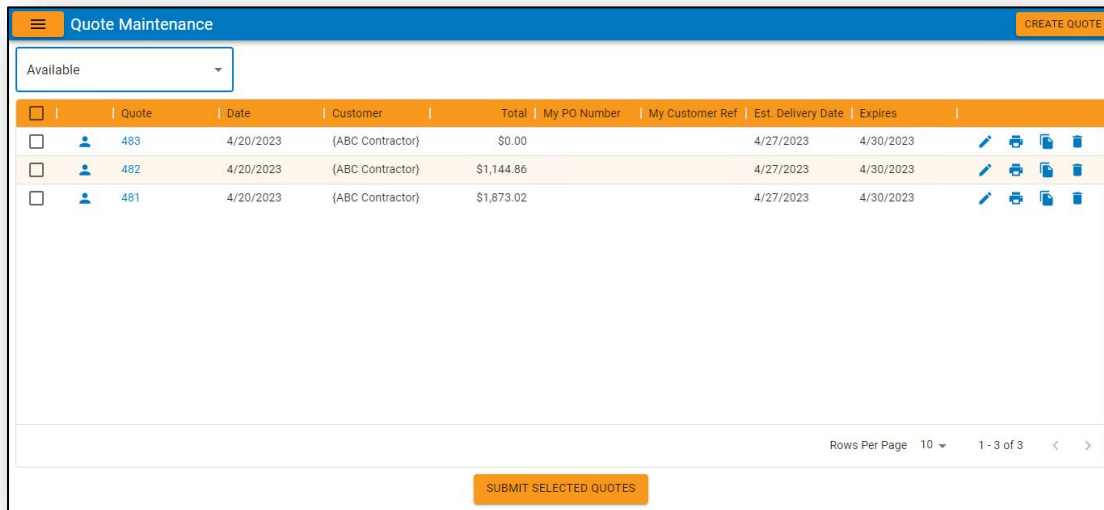 Quote Maintenance CREATE QUOTE
Available
Quote Date Customer Total My PO Number My Customer Ref Est. Delivery Date Expires
483 4/20/2023 {ABC Contractor} $0.00 4/27/2023 4/30/2023
482 4/20/2023 {ABC Contractor} $1,144.86 4/27/2023 4/30/2023
481 4/20/2023 {ABC Contractor} $1,873.02 4/27/2023 4/30/2023
Rows Per Page 10 1 - 3 of 3
SUBMIT SELECTED QUOTES